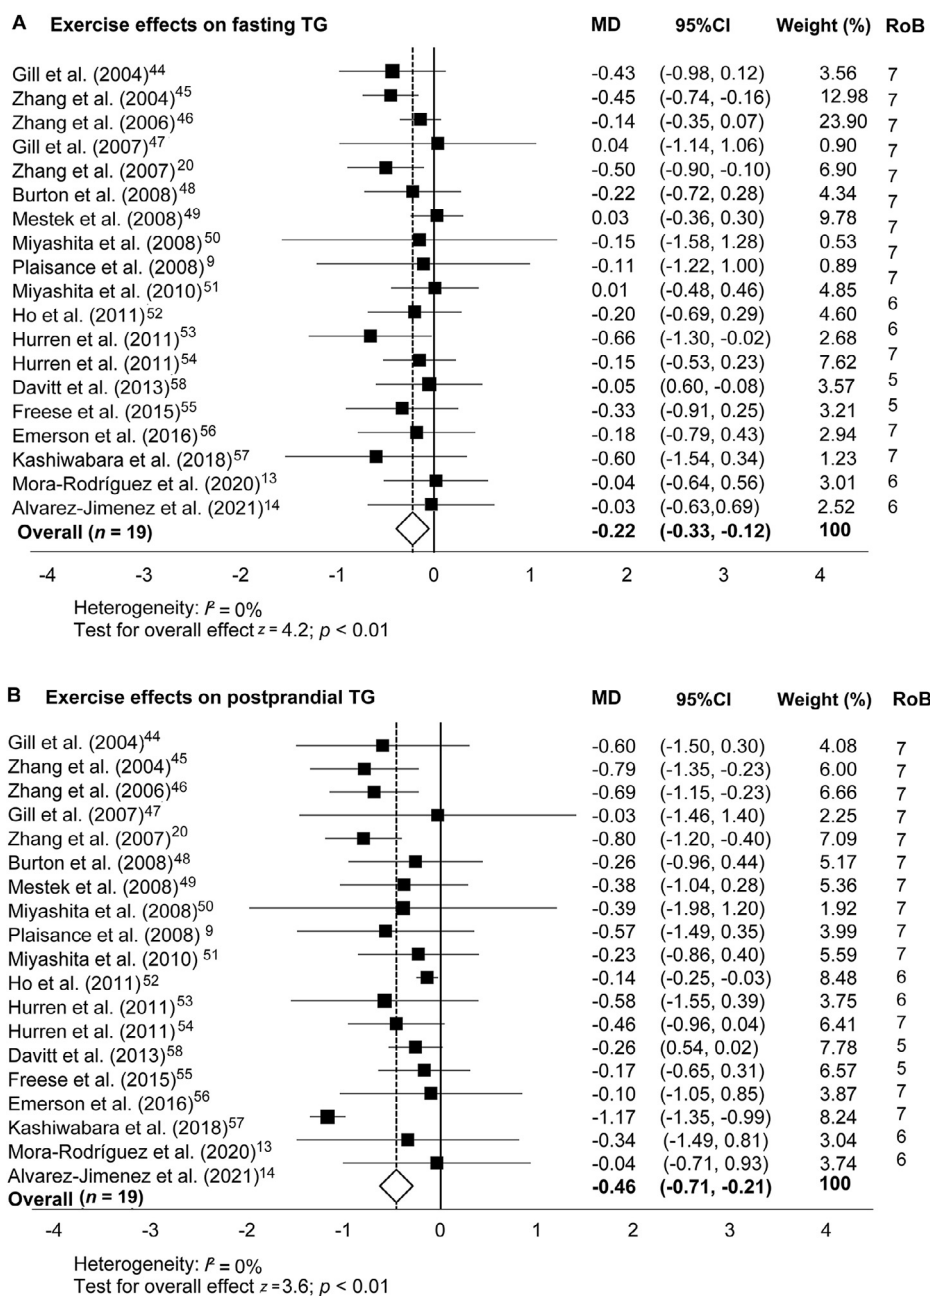 A Exercise effects on fasting TG MD 95%CI Weight (%) RoB
Gill et al. (2004)44 -0.43 (-0.98, 0.12) 3.56 7
Zhang et al. (2004)45 -0.45 (-0.74, -0.16) 12.98 7
Zhang et al. (2006)46 -0.14 (-0.35, 0.07) 23.90 7
Gill et al. (2007)47 0.04 (-1.14, 1.06) 0.90 7
Zhang et al. (2007)20 -0.50 (-0.90, -0.10) 6.90 7
Burton et al. (2008)48 -0.22 (-0.72, 0.28) 4.34 7
Mestek et al. (2008)49 0.03 (-0.36, 0.30) 9.78 7
Miyashita et al. (2008)50 -0.15 (-1.58, 1.28) 0.53 7
Plaisance et al. (2008)9 -0.11 (-1.22, 1.00) 0.89 7
Miyashita et al. (2010)51 0.01 (-0.48, 0.46) 4.85 6
Ho et al. (2011)52 -0.20 (-0.69, 0.29) 4.60 6
Hurren et al. (2011)53 -0.66 (-1.30, -0.02) 2.68 7
Hurren et al. (2011)54 -0.15 (-0.53, 0.23) 7.62 5
Davitt et al. (2013)58 -0.05 (0.60, -0.08) 3.57 5
Freese et al. (2015)55 -0.33 (-0.91, 0.25) 3.21 7
Emerson et al. (2016)56 -0.18 (-0.79, 0.43) 2.94 7
Kashiwabara et al. (2018)57 -0.60 (-1.54, 0.34) 1.23 7
Mora-Rodríguez et al. (2020)13 -0.04 (-0.64, 0.56) 3.01 6
Alvarez-Jimenez et al. (2021)14 -0.03 (-0.63,0.69) 2.52 6
Overall (n = 19) -0.22 (-0.33, -0.12) 100
-4 -3 -2 -1 0 1 2 3 4
Heterogeneity: I² = 0%
Test for overall effect z = 4.2; p < 0.01
B Exercise effects on postprandial TG MD 95%CI Weight (%) RoB
Gill et al. (2004)44 -0.60 (-1.50, 0.30) 4.08 7
Zhang et al. (2004)45 -0.79 (-1.35, -0.23) 6.00 7
Zhang et al. (2006)46 -0.69 (-1.15, -0.23) 6.66 7
Gill et al. (2007)47 -0.03 (-1.46, 1.40) 2.25 7
Zhang et al. (2007)20 -0.80 (-1.20, -0.40) 7.09 7
Burton et al. (2008)48 -0.26 (-0.96, 0.44) 5.17 7
Mestek et al. (2008)49 -0.38 (-1.04, 0.28) 5.36 7
Miyashita et al. (2008)50 -0.39 (-1.98, 1.20) 1.92 7
Plaisance et al. (2008) 9 -0.57 (-1.49, 0.35) 3.99 7
Miyashita et al. (2010) 51 -0.23 (-0.86, 0.40) 5.59 7
Ho et al. (2011)52 -0.14 (-0.25, -0.03) 8.48 6
Hurren et al. (2011)53 -0.58 (-1.55, 0.39) 3.75 6
Hurren et al. (2011)54 -0.46 (-0.96, 0.04) 6.41 7
Davitt et al. (2013)58 -0.26 (0.54, 0.02) 7.78 5
Freese et al. (2015)55 -0.17 (-0.65, 0.31) 6.57 5
Emerson et al. (2016)56 -0.10 (-1.05, 0.85) 3.87 7
Kashiwabara et al. (2018)57 -1.17 (-1.35, -0.99) 8.24 7
Mora-Rodríguez et al. (2020)13 -0.34 (-1.49, 0.81) 3.04 6
Alvarez-Jimenez et al. (2021)14 -0.04 (-0.71, 0.93) 3.74 6
Overall (n = 19) -0.46 (-0.71, -0.21) 100
-4 -3 -2 -1 0 1 2 3 4
Heterogeneity: I² = 0%
Test for overall effect z =3.6; p < 0.01